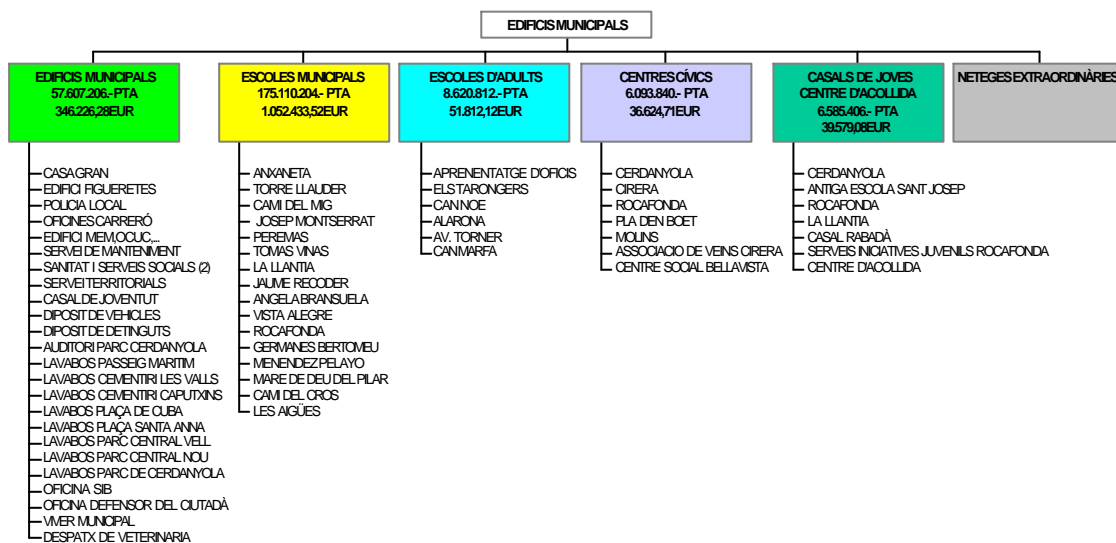 EDIFICIS MUNICIPALS
EDIFICIS MUNICIPALS
57.607.206.- PTA
346.226,28EUR
CASA GRAN
EDIFICI FIGUERETES
POLICIA LOCAL
OFICINES CARRERÓ
EDIFICI MEM,OCUC,...
SERVEI DE MANTENIMENT
SANITAT I SERVEIS SOCIALS (2)
SERVEI TERRITORIALS
CASAL DE JOVENTUT
DIPOSIT DE VEHICLES
DIPOSIT DE DETINGUTS
AUDITORI PARC CERDANYOLA
LAVABOS PASSEIG MARITIM
LAVABOS CEMENTIRI LES VALLS
LAVABOS CEMENTIRI CAPUTXINS
LAVABOS PLAÇA DE CUBA
LAVABOS PLAÇA SANTA ANNA
LAVABOS PARC CENTRAL VELL
LAVABOS PARC CENTRAL NOU
LAVABOS PARC DE CERDANYOLA
OFICINA SIB
OFICINA DEFENSOR DEL CIUTADÀ
VIVER MUNICIPAL
DESPATX DE VETERINARIA
ESCOLES MUNICIPALS
175.110.204.- PTA
1.052.433,52EUR
ANXANETA
TORRE LLAUDER
CAMI DEL MIG
JOSEP MONTSERRAT
PEREMAS
TOMAS VINAS
LA LLANTIA
JAUME RECODER
ANGELA BRANSUELA
VISTA ALEGRE
ROCAFONDA
GERMANES BERTOMEU
MENENDEZ PELAYO
MARE DE DEU DEL PILAR
CAMI DEL CROS
LES AIGÜES
ESCOLES D'ADULTS
8.620.812.- PTA
51.812,12EUR
APRENENTATGE D'OFICIS
ELS TARONGERS
CAN NOE
ALARONA
AV. TORNER
CAN MARFA
CENTRES CÍVICS
6.093.840.- PTA
36.624,71EUR
CERDANYOLA
CIRERA
ROCAFONDA
PLA DEN BOET
MOLINS
ASSOCIACIO DE VEINS CIRERA
CENTRE SOCIAL BELLAVISTA
CASALS DE JOVES
CENTRE D'ACOLLIDA
6.585.406.- PTA
39.579,08EUR
CERDANYOLA
ANTIGA ESCOLA SANT JOSEP
ROCAFONDA
LA LLANTIA
CASAL RABADÀ
SERVEIS INICIATIVES JUVENILS ROCAFONDA
CENTRE D'ACOLLIDA
NETEGES EXTRAORDINÀRIES